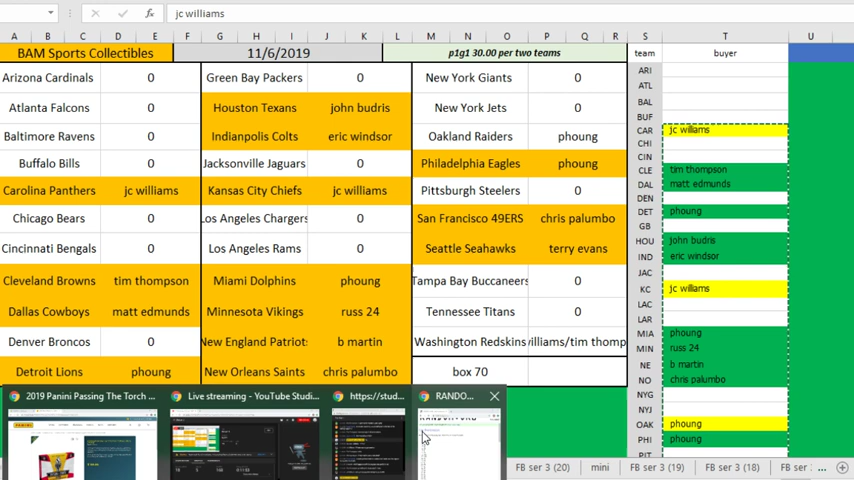 jc williams
A B C D E F G H I J K L M N O P Q R S T U
BAM Sports Collectibles 11/6/2019 p1g1 30.00 per two teams team buyer
Arizona Cardinals 0 Green Bay Packers 0 New York Giants 0 ARI
Atlanta Falcons 0 Houston Texans john budris New York Jets 0 ATL
Baltimore Ravens 0 Indianpolis Colts eric windsor Oakland Raiders phoung BAL
Buffalo Bills 0 Jacksonville Jaguars 0 Philadelphia Eagles phoung BUF
Carolina Panthers jc williams Kansas City Chiefs jc williams Pittsburgh Steelers 0 CAR jc williams
Chicago Bears 0 Los Angeles Chargers 0 San Francisco 49ERS chris palumbo CHI
Cincinnati Bengals 0 Los Angeles Rams 0 Seattle Seahawks terry evans CIN
Cleveland Browns tim thompson Miami Dolphins phoung Tampa Bay Buccaneers 0 CLE tim thompson
Dallas Cowboys matt edmunds Minnesota Vikings russ 24 Tennessee Titans 0 DAL matt edmunds
Denver Broncos 0 New England Patriots b martin Washington Redskins williams/tim thomp DEN
Detroit Lions phoung New Orleans Saints chris palumbo box 70 DET phoung
GB
HOU john budris
IND eric windsor
JAC
KC jc williams
LAC
LAR
MIA phoung
MIN russ 24
NE b martin
NO chris palumbo
NYG
NYJ
OAK phoung
PHI phoung
PIT
2019 Panini Passing The Torch ... Live streaming - YouTube Studi... https://stud... RANDO...
FB ser 3 (20) mini FB ser 3 (19) FB ser 3 (18) FB ser ...